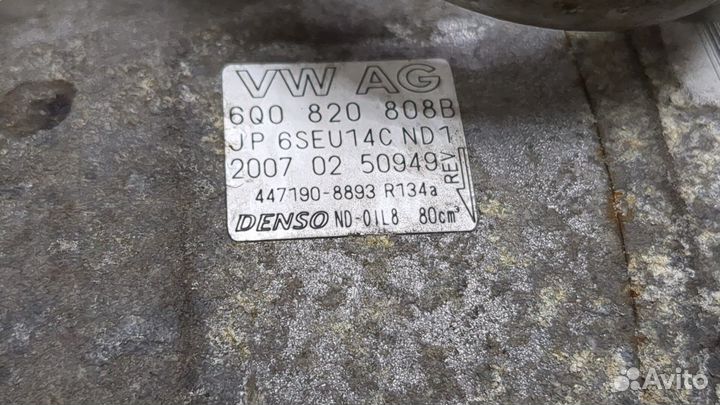 VW AG
6Q0 820 808B
JP 6SEU14C ND1
2007 02 50949
REV
447190-8893 R134a
DENSO ND-OIL8 80cm³
Avito